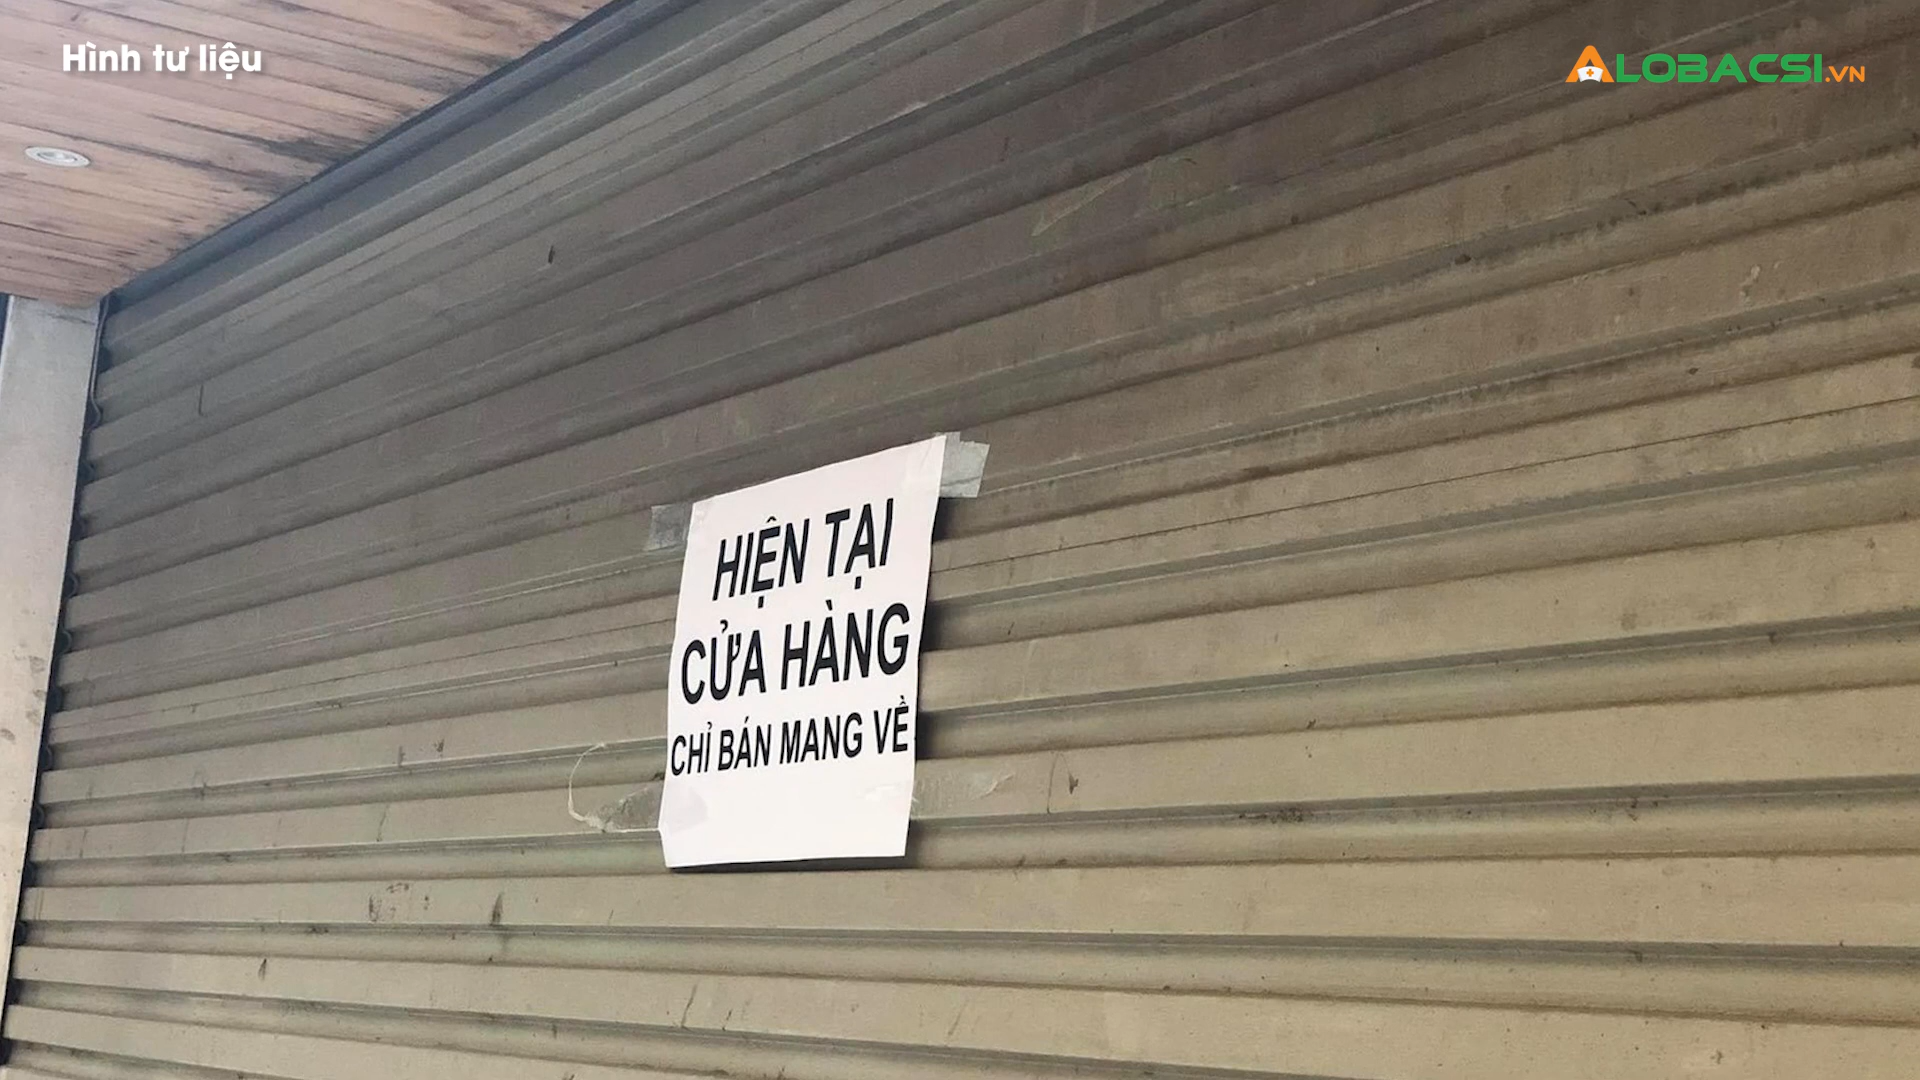 Hình tư liệu
ALOBACSI.VN
HIỆN TẠI
CỬA HÀNG
CHỈ BÁN MANG VỀ